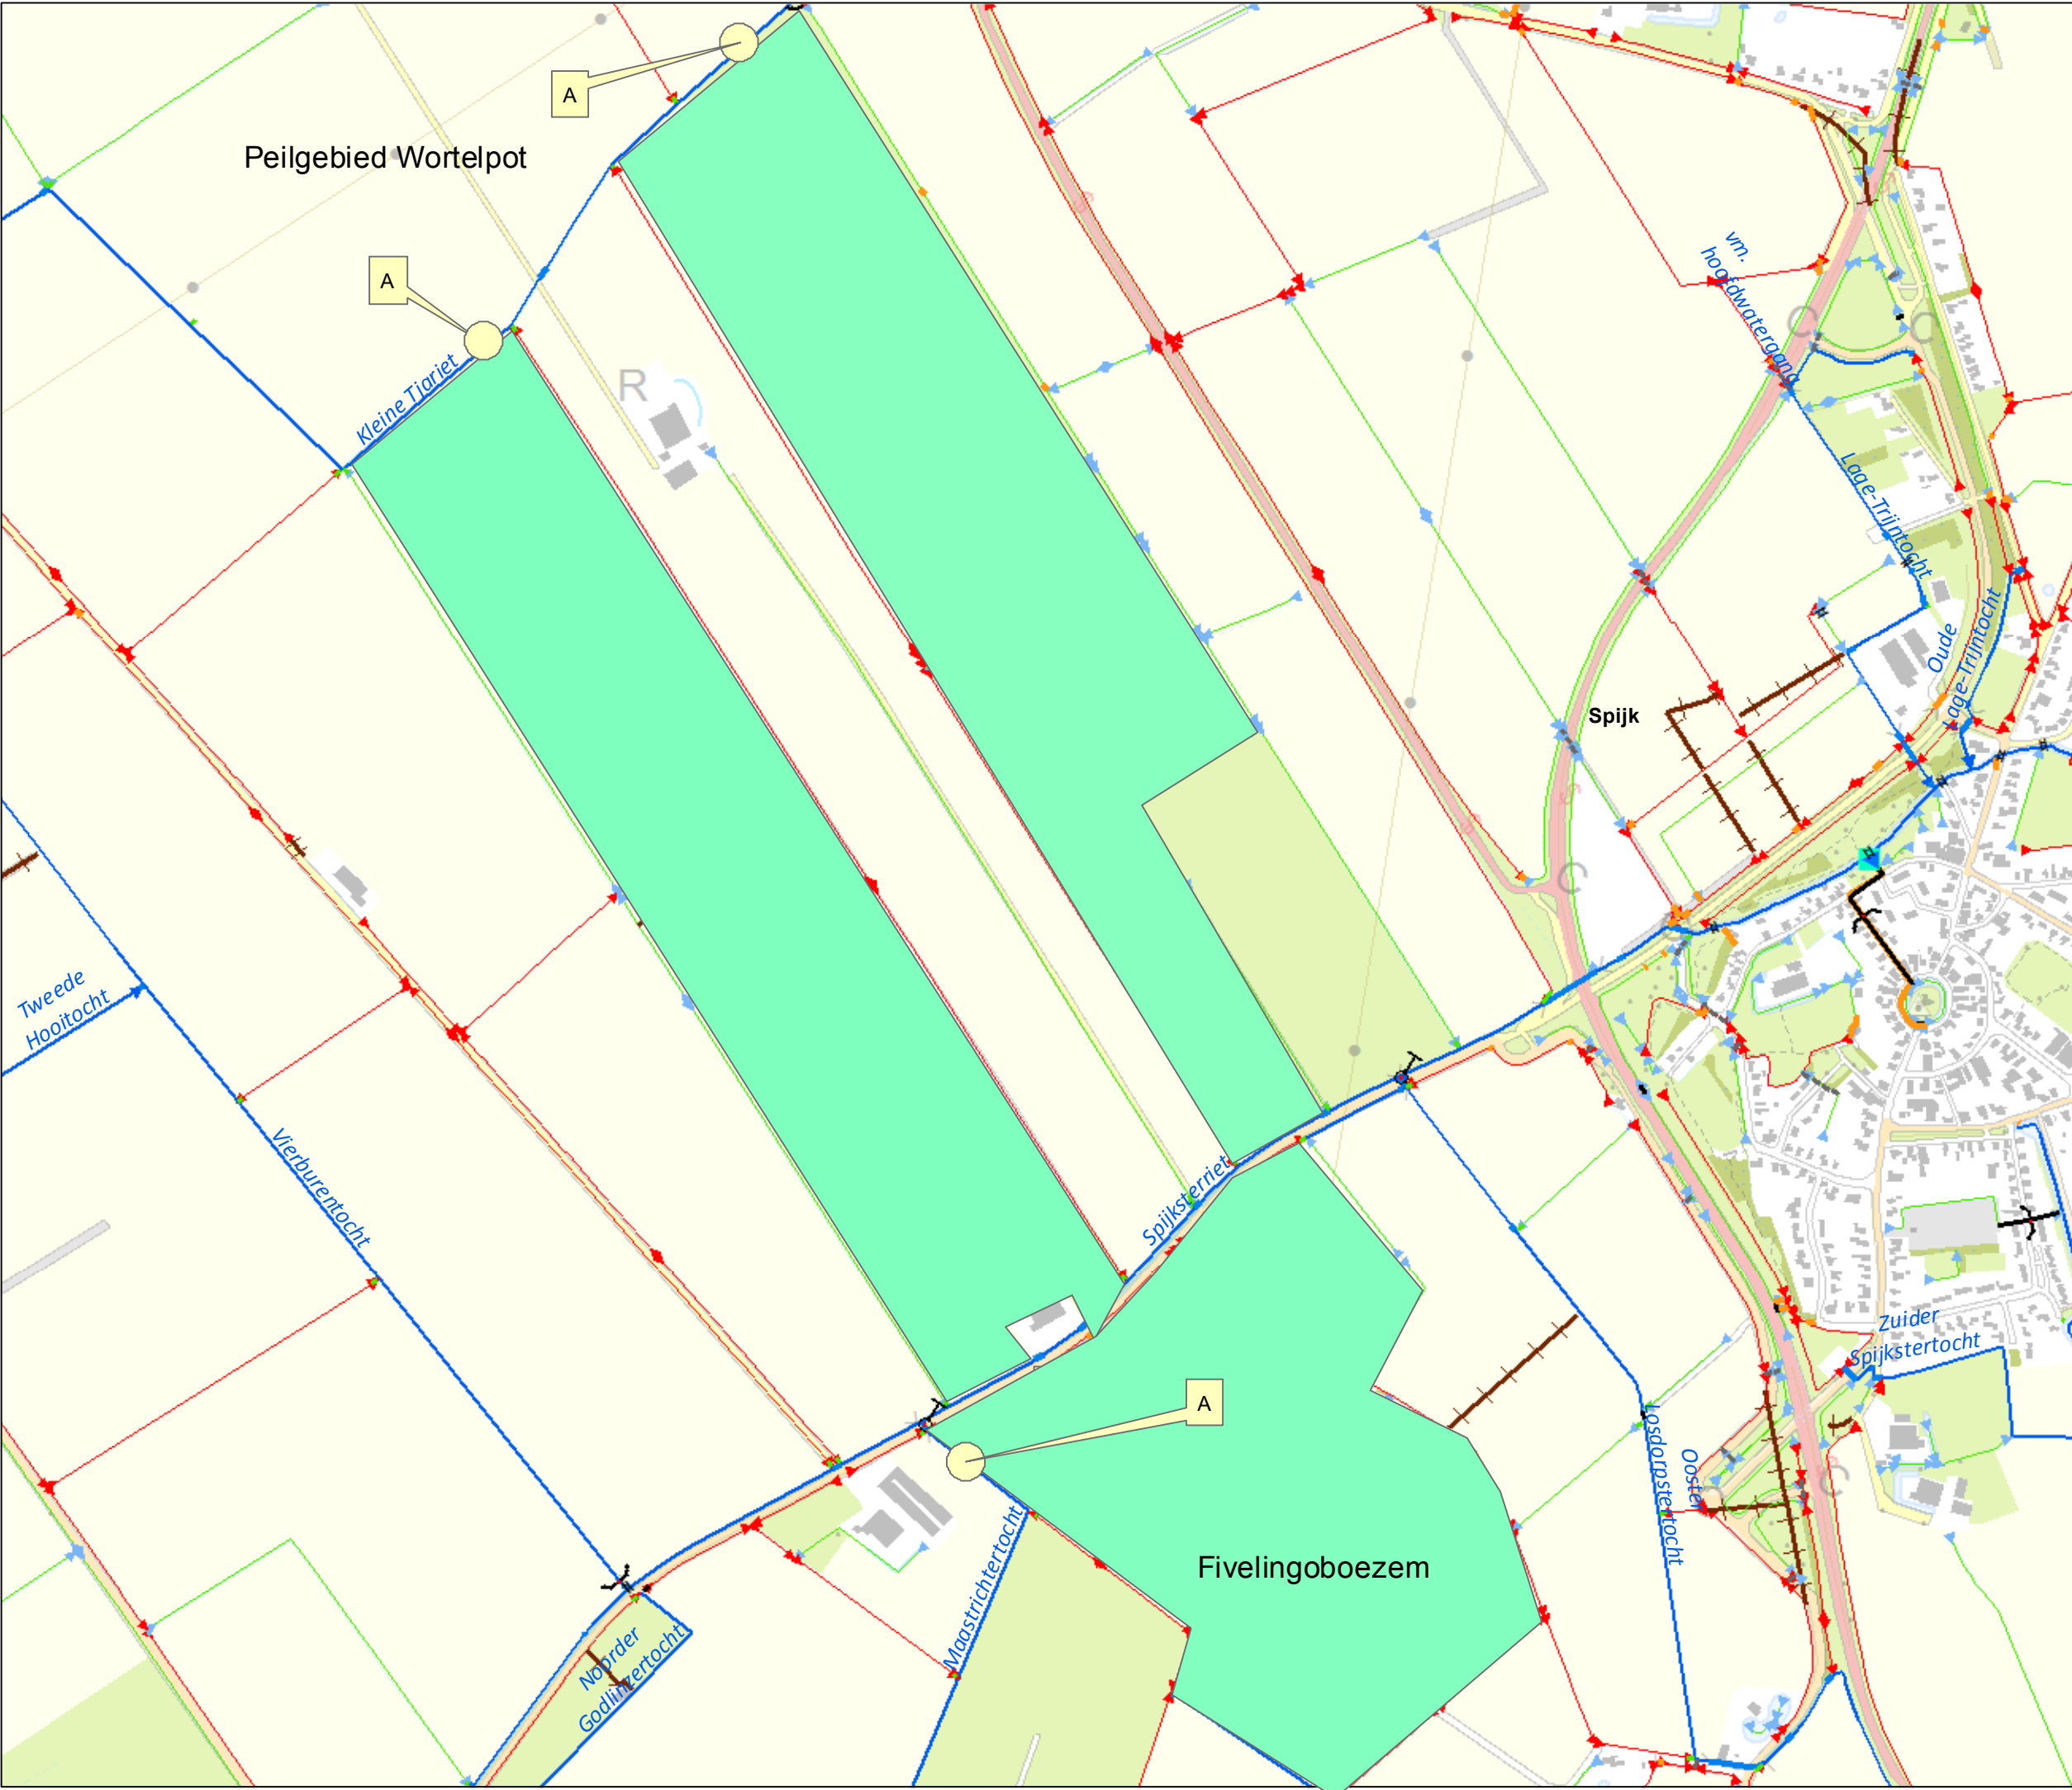 A
Peilgebied Wortelpot
A
Kleine Tjariet
R
S
vm.
hoofdwatergang
C
C
Lage-Trijntocht
Oude
Lage-Trijntocht
Spijk
S
S
C
Tweede
Hooitocht
Vierburentocht
Spijksterriet
A
Zuider
Spijkstertocht
Ooster
Losdorpstertocht
C
Maastrichtertocht
Fivelingoboezem
Noorder
Godlinzertocht